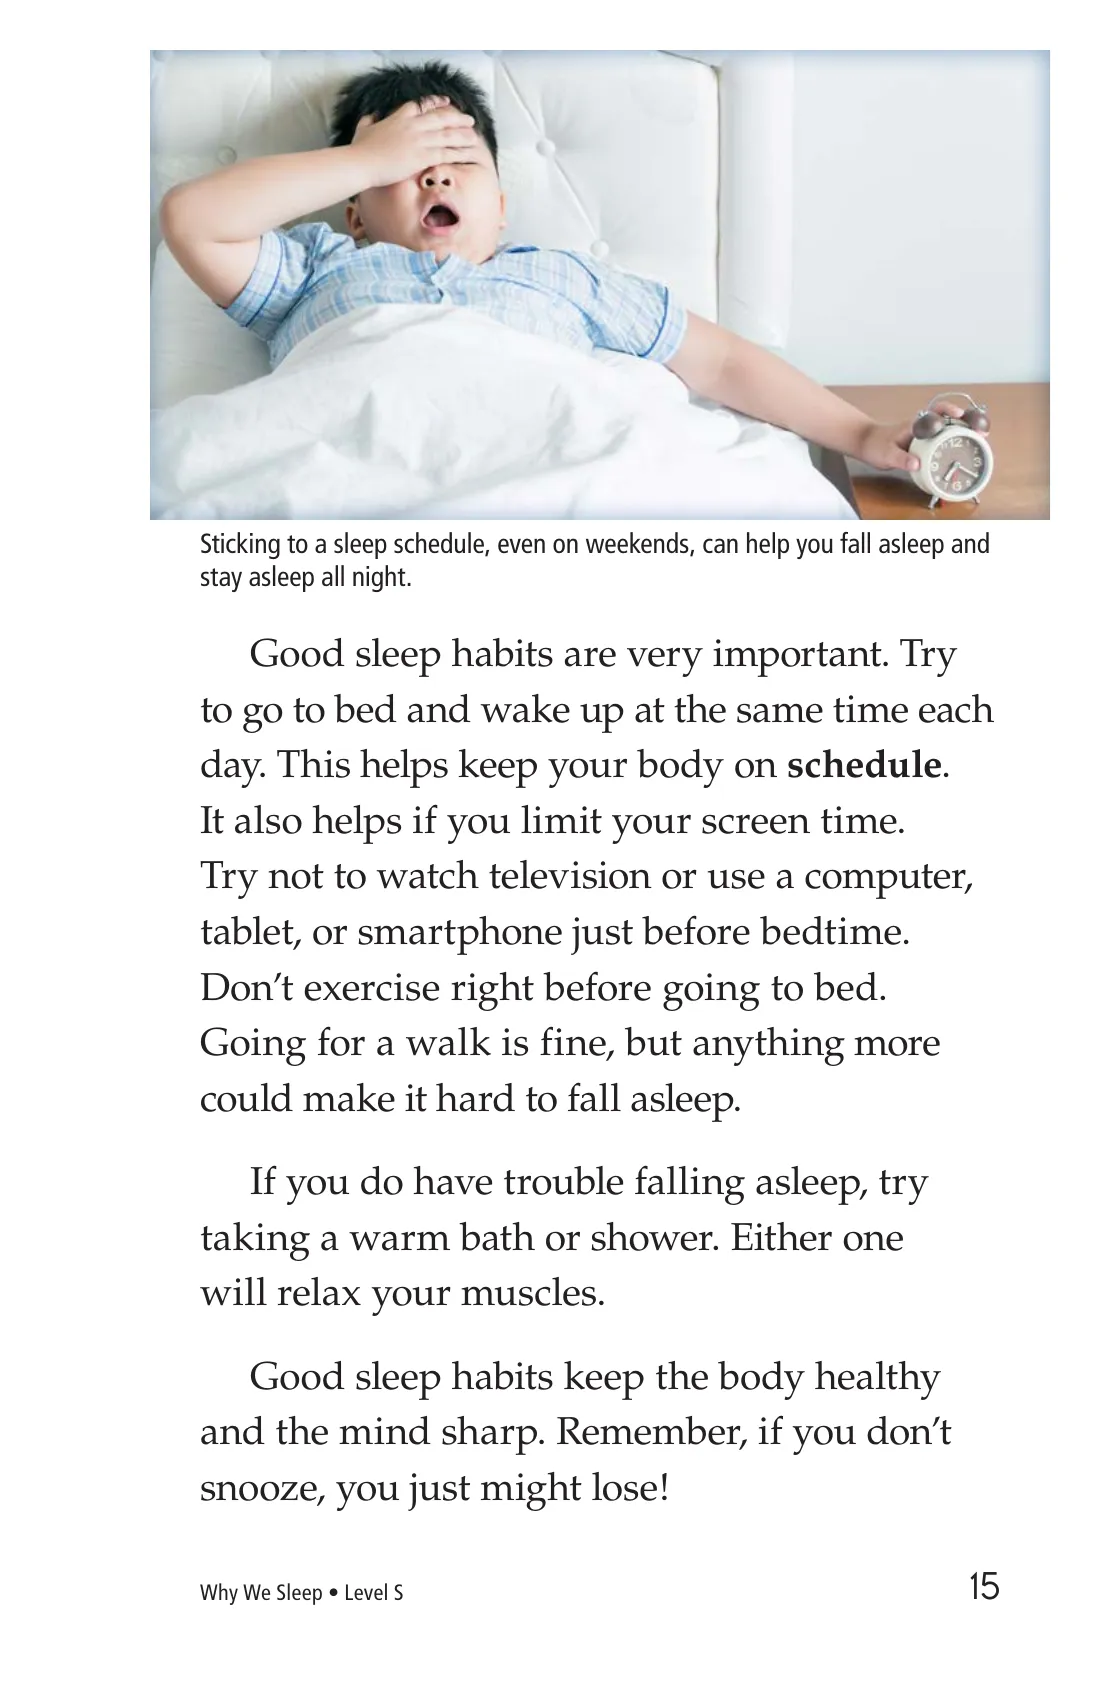 Sticking to a sleep schedule, even on weekends, can help you fall asleep and
stay asleep all night.
Good sleep habits are very important. Try
to go to bed and wake up at the same time each
day. This helps keep your body on schedule.
It also helps if you limit your screen time.
Try not to watch television or use a computer,
tablet, or smartphone just before bedtime.
Don’t exercise right before going to bed.
Going for a walk is fine, but anything more
could make it hard to fall asleep.
If you do have trouble falling asleep, try
taking a warm bath or shower. Either one
will relax your muscles.
Good sleep habits keep the body healthy
and the mind sharp. Remember, if you don’t
snooze, you just might lose!
Why We Sleep • Level S 15